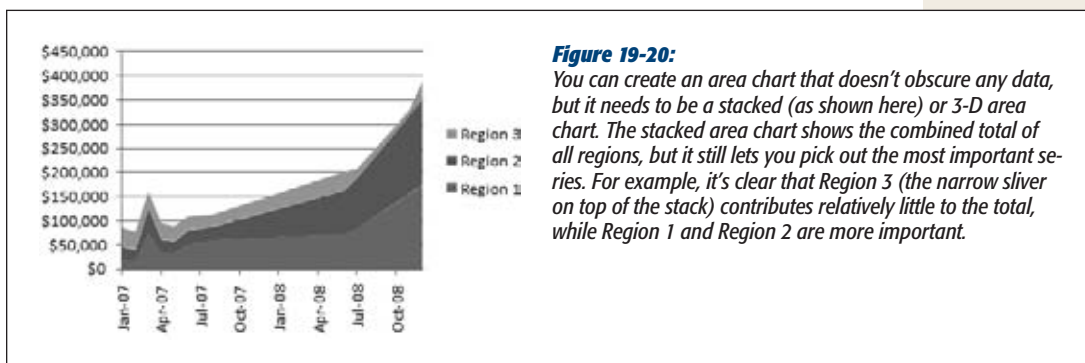 $450,000
$400,000
$350,000
$300,000
$250,000
$200,000
$150,000
$100,000
$50,000
$0
Jan-07
Apr-07
Jul-07
Oct-07
Jan-08
Apr-08
Jul-08
Oct-08
Region 3
Region 2
Region 1
Figure 19-20:
You can create an area chart that doesn't obscure any data,
but it needs to be a stacked (as shown here) or 3-D area
chart. The stacked area chart shows the combined total of
all regions, but it still lets you pick out the most important se-
ries. For example, it's clear that Region 3 (the narrow sliver
on top of the stack) contributes relatively little to the total,
while Region 1 and Region 2 are more important.